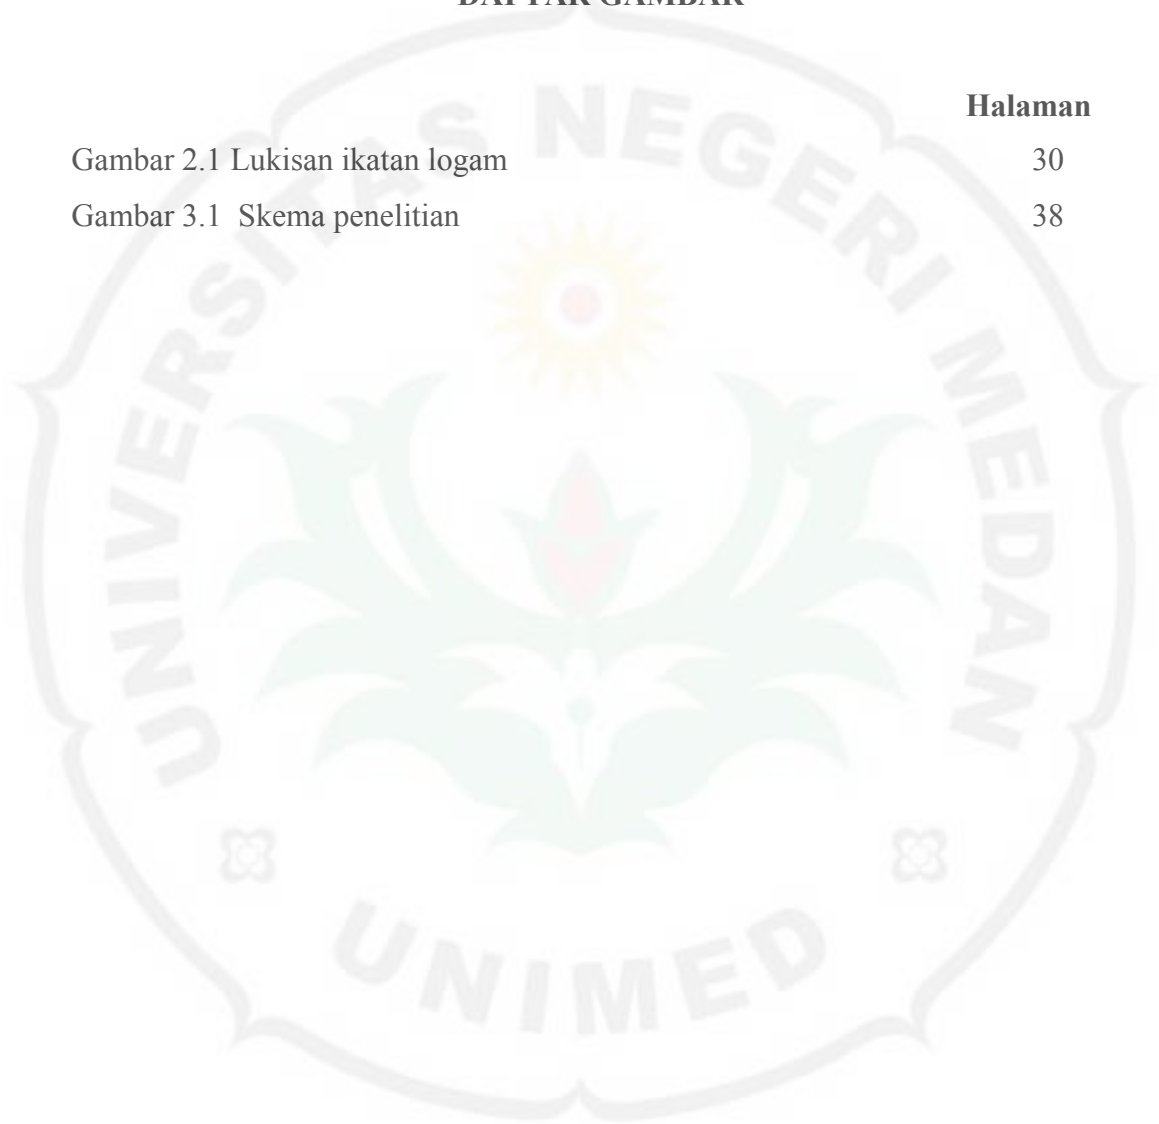 DAFTAR GAMBAR
Halaman
Gambar 2.1 Lukisan ikatan logam 30
Gambar 3.1 Skema penelitian 38
UNIVERSITAS NEGERI MEDAN
UNIMED